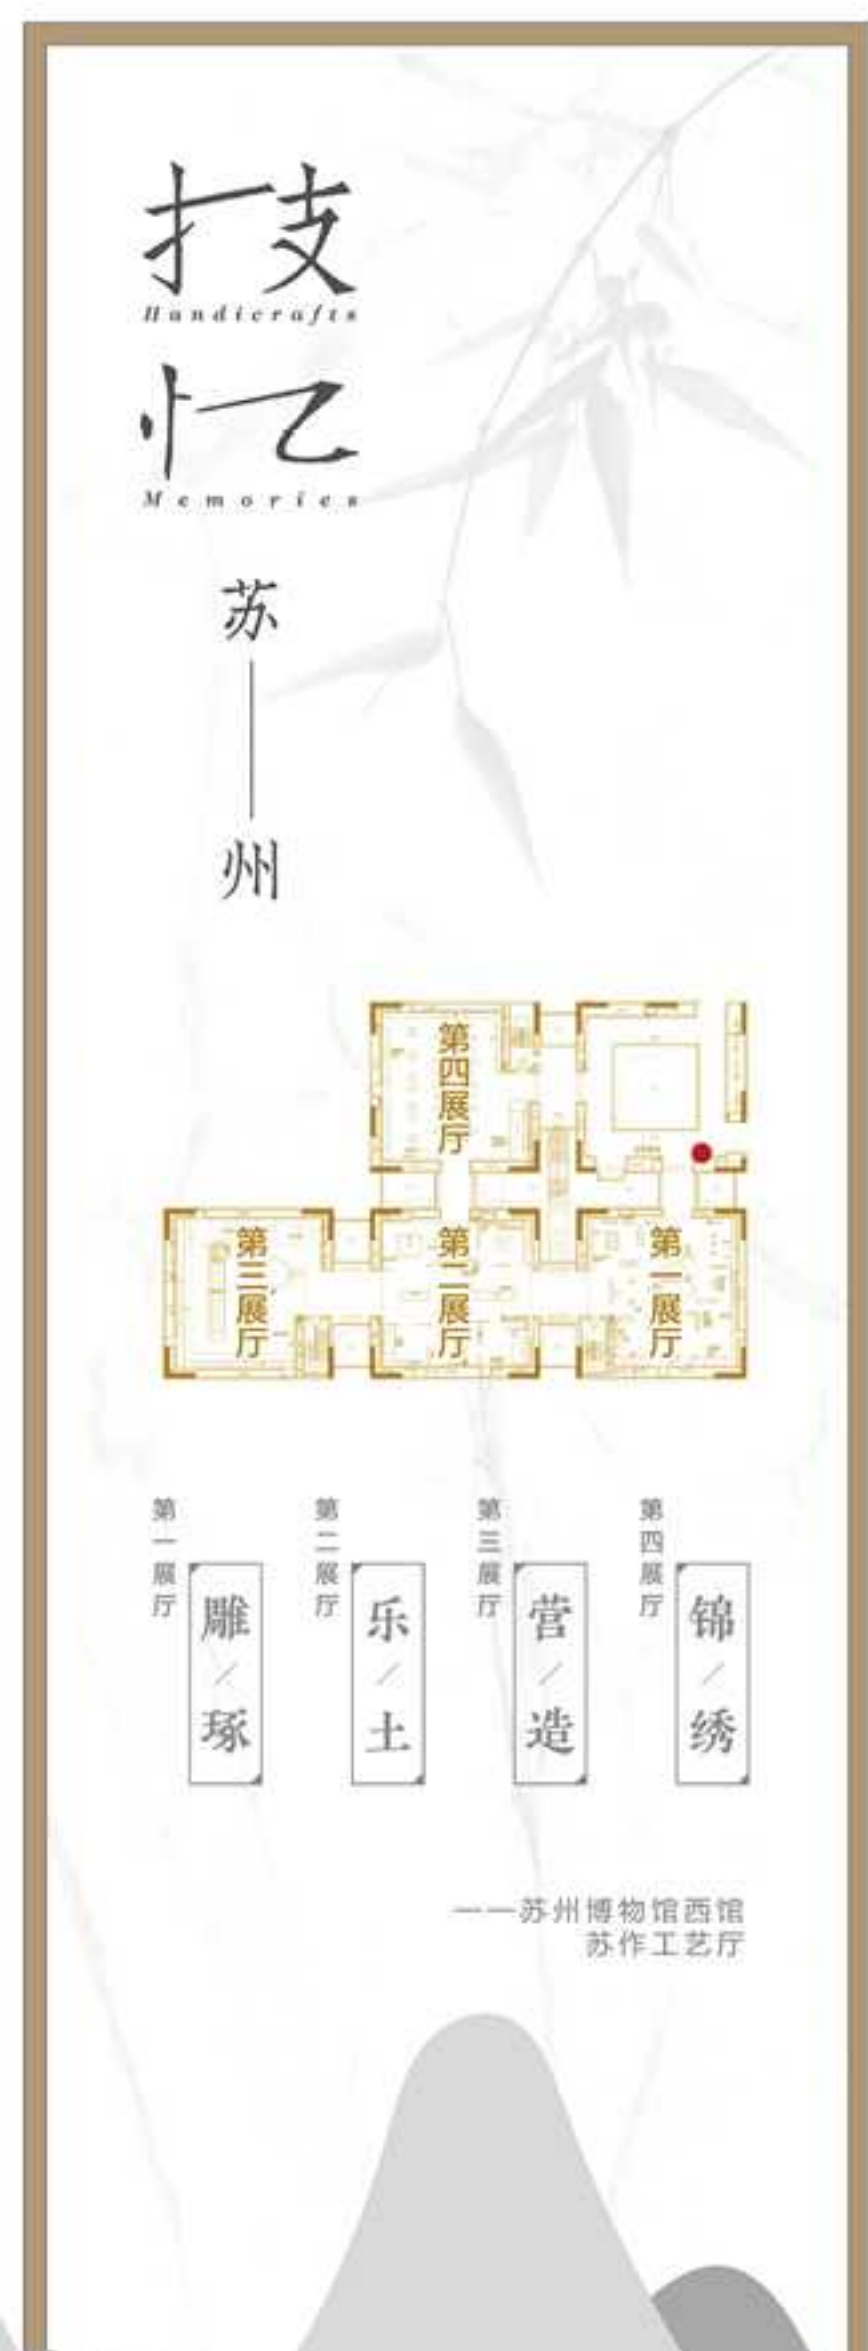 技
Handicrafts
忆
Memories
苏——州
第四展厅
第三展厅
第二展厅
第一展厅
第一展厅
雕/琢
第二展厅
乐/土
第三展厅
营/造
第四展厅
锦/绣
——苏州博物馆西馆
苏作工艺厅